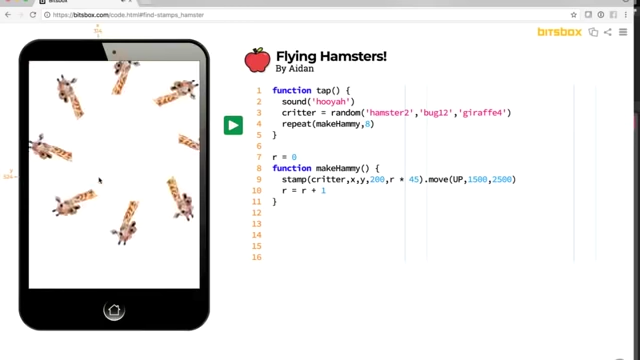 bitsbox
https://bitsbox.com/code.html#find-stamps_hamster
314
bitsbox
Flying Hamsters!
By Aidan
1 function tap() {
2 sound('hooyah')
3 critter = random('hamster2','bug12','giraffe4')
4 repeat(makeHammy,8)
5 }
6
7 r = 0
8 function makeHammy() {
9 stamp(critter,x,y,200,r * 45).move(UP,1500,2500)
10 r = r + 1
11 }
12
13
14
15
16